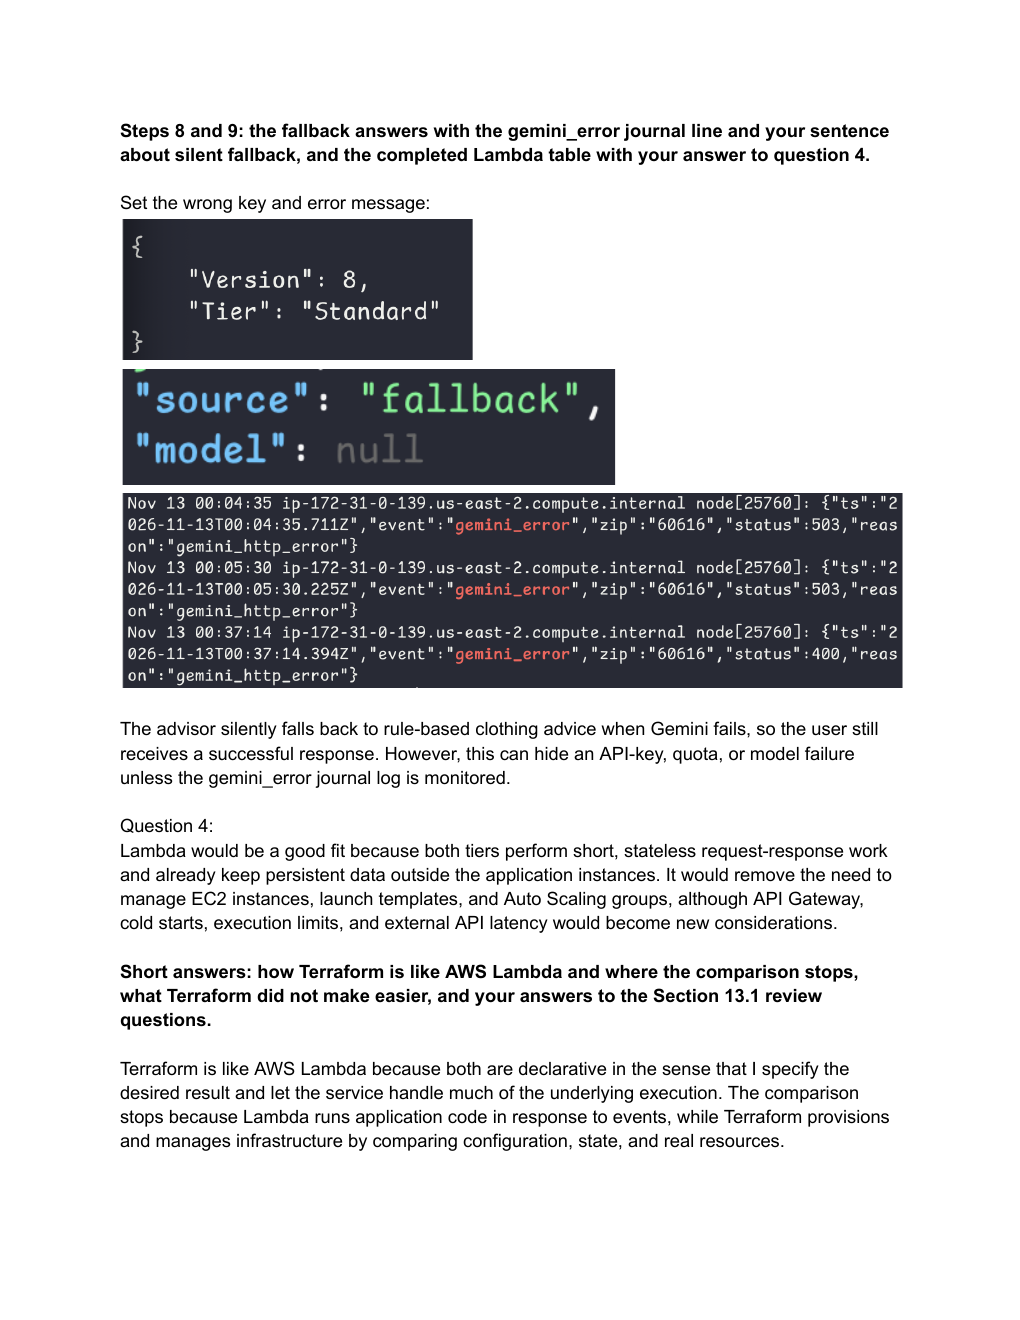 Steps 8 and 9: the fallback answers with the gemini_error journal line and your sentence
about silent fallback, and the completed Lambda table with your answer to question 4.
Set the wrong key and error message:
{
"Version": 8,
"Tier": "Standard"
}
"source": "fallback",
"model": null
Nov 13 00:04:35 ip-172-31-0-139.us-east-2.compute.internal node[25760]: {"ts":"2
026-11-13T00:04:35.711Z","event":"gemini_error","zip":"60616","status":503,"reas
on":"gemini_http_error"}
Nov 13 00:05:30 ip-172-31-0-139.us-east-2.compute.internal node[25760]: {"ts":"2
026-11-13T00:05:30.225Z","event":"gemini_error","zip":"60616","status":503,"reas
on":"gemini_http_error"}
Nov 13 00:37:14 ip-172-31-0-139.us-east-2.compute.internal node[25760]: {"ts":"2
026-11-13T00:37:14.394Z","event":"gemini_error","zip":"60616","status":400,"reas
on":"gemini_http_error"}
The advisor silently falls back to rule-based clothing advice when Gemini fails, so the user still
receives a successful response. However, this can hide an API-key, quota, or model failure
unless the gemini_error journal log is monitored.
Question 4:
Lambda would be a good fit because both tiers perform short, stateless request-response work
and already keep persistent data outside the application instances. It would remove the need to
manage EC2 instances, launch templates, and Auto Scaling groups, although API Gateway,
cold starts, execution limits, and external API latency would become new considerations.
Short answers: how Terraform is like AWS Lambda and where the comparison stops,
what Terraform did not make easier, and your answers to the Section 13.1 review
questions.
Terraform is like AWS Lambda because both are declarative in the sense that I specify the
desired result and let the service handle much of the underlying execution. The comparison
stops because Lambda runs application code in response to events, while Terraform provisions
and manages infrastructure by comparing configuration, state, and real resources.